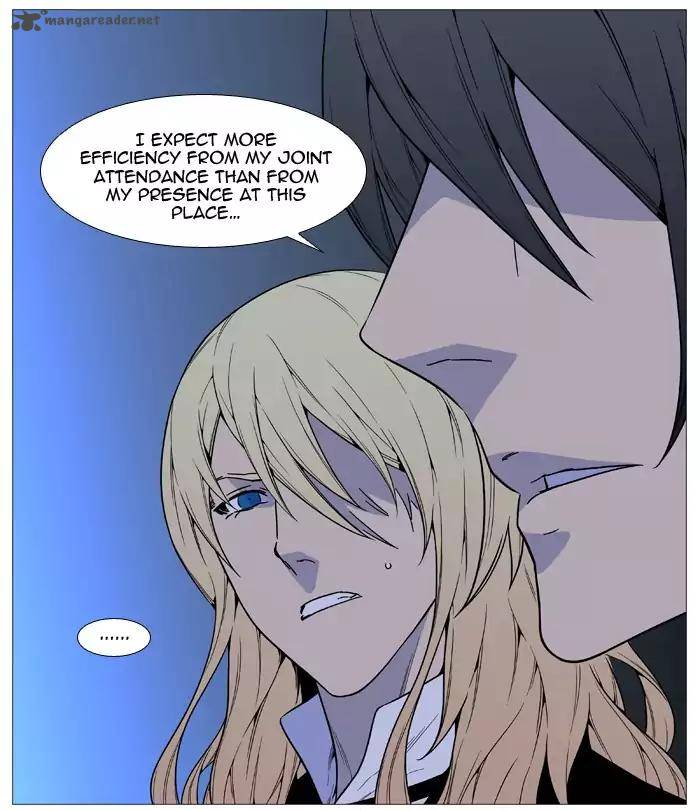 mangareader.net
I EXPECT MORE
EFFICIENCY FROM MY JOINT
ATTENDANCE THAN FROM
MY PRESENCE AT THIS
PLACE...
......